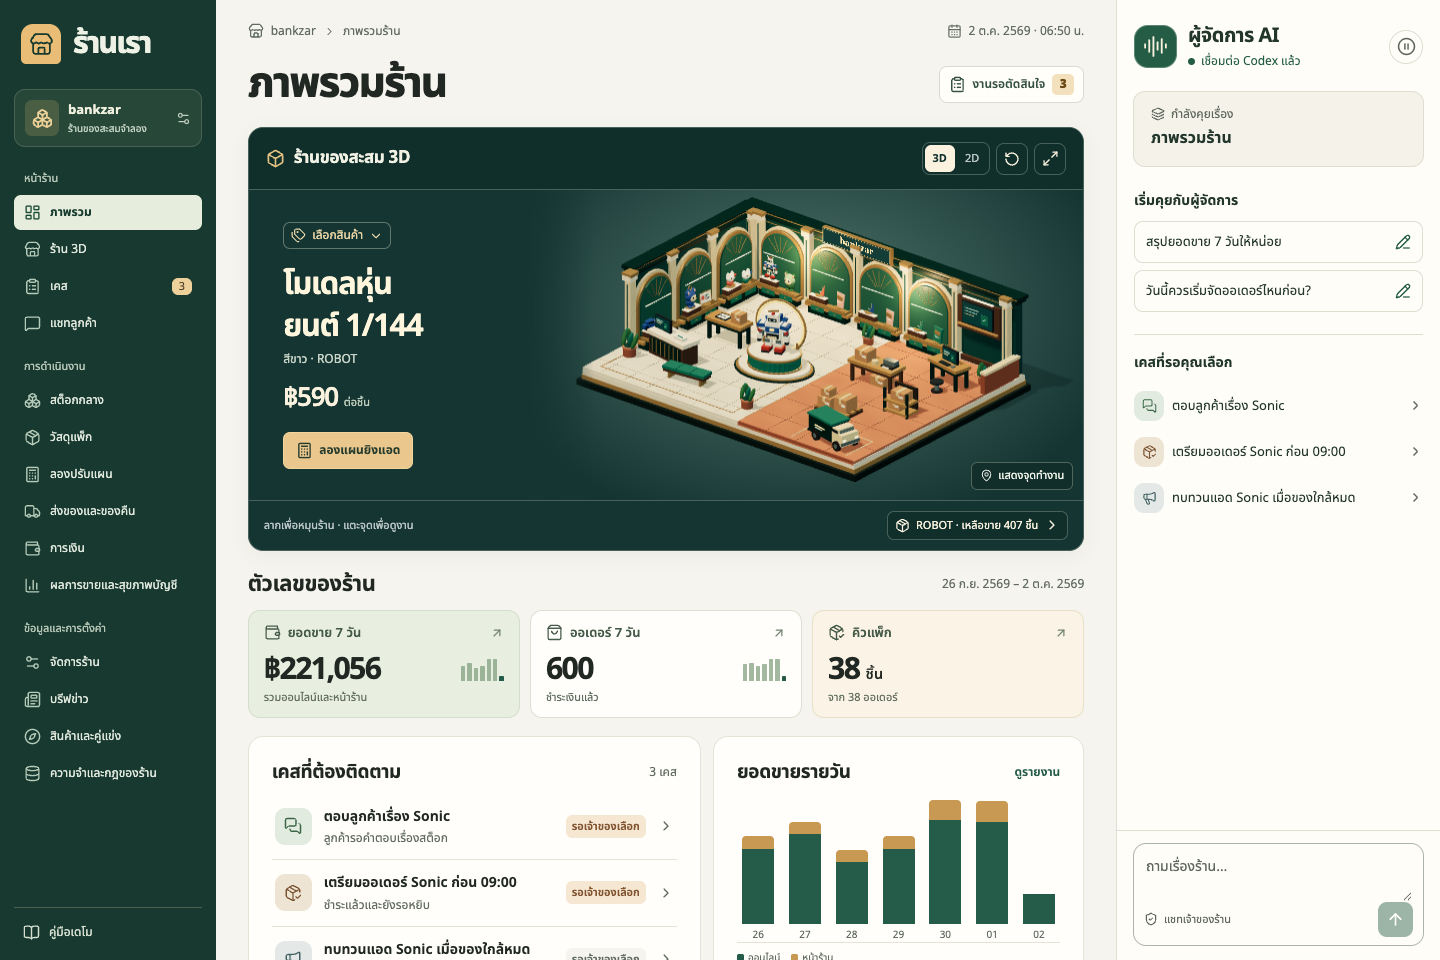 ร้านเรา
bankzar
ร้านของสะสมจำลอง
หน้าร้าน
ภาพรวม
ร้าน 3D
เคส
3
แชทลูกค้า
การดำเนินงาน
สต็อกกลาง
วัสดุแพ็ก
ลองปรับแผน
ส่งของและของคืน
การเงิน
ผลการขายและสุขภาพบัญชี
ข้อมูลและการตั้งค่า
จัดการร้าน
บรีฟข่าว
สินค้าและคู่แข่ง
ความจำและกฎของร้าน
คู่มือเดโม
bankzar
ภาพรวมร้าน
2 ต.ค. 2569 · 06:50 น.
ภาพรวมร้าน
งานรอตัดสินใจ 3
ร้านของสะสม 3D
3D 2D
เลือกสินค้า
โมเดลหุ่น
ยนต์ 1/144
สีขาว · ROBOT
฿590 ต่อชิ้น
ลองแผนยิงแอด
bankzar
แสดงจุดทำงาน
ลากเพื่อหมุนร้าน · แตะจุดเพื่อดูงาน
ROBOT · เหลือขาย 407 ชิ้น
ตัวเลขของร้าน
26 ก.ย. 2569 – 2 ต.ค. 2569
ยอดขาย 7 วัน
฿221,056
รวมออนไลน์และหน้าร้าน
ออเดอร์ 7 วัน
600
ชำระเงินแล้ว
คิวแพ็ก
38 ชิ้น
จาก 38 ออเดอร์
เคสที่ต้องติดตาม
3 เคส
ตอบลูกค้าเรื่อง Sonic
ลูกค้ารอคำตอบเรื่องสต็อก
รอเจ้าของเลือก
เตรียมออเดอร์ Sonic ก่อน 09:00
ชำระแล้วและยังรอหยิบ
รอเจ้าของเลือก
ทบทวนแอด Sonic เมื่อของใกล้หมด
รอเจ้าของเลือก
ยอดขายรายวัน
ดูรายงาน
26 27 28 29 30 01 02
ออนไลน์ หน้าร้าน
ผู้จัดการ AI
เชื่อมต่อ Codex แล้ว
กำลังคุยเรื่อง
ภาพรวมร้าน
เริ่มคุยกับผู้จัดการ
สรุปยอดขาย 7 วันให้หน่อย
วันนี้ควรเริ่มจัดออเดอร์ไหนก่อน?
เคสที่รอคุณเลือก
ตอบลูกค้าเรื่อง Sonic
เตรียมออเดอร์ Sonic ก่อน 09:00
ทบทวนแอด Sonic เมื่อของใกล้หมด
ถามเรื่องร้าน...
แชทเจ้าของร้าน